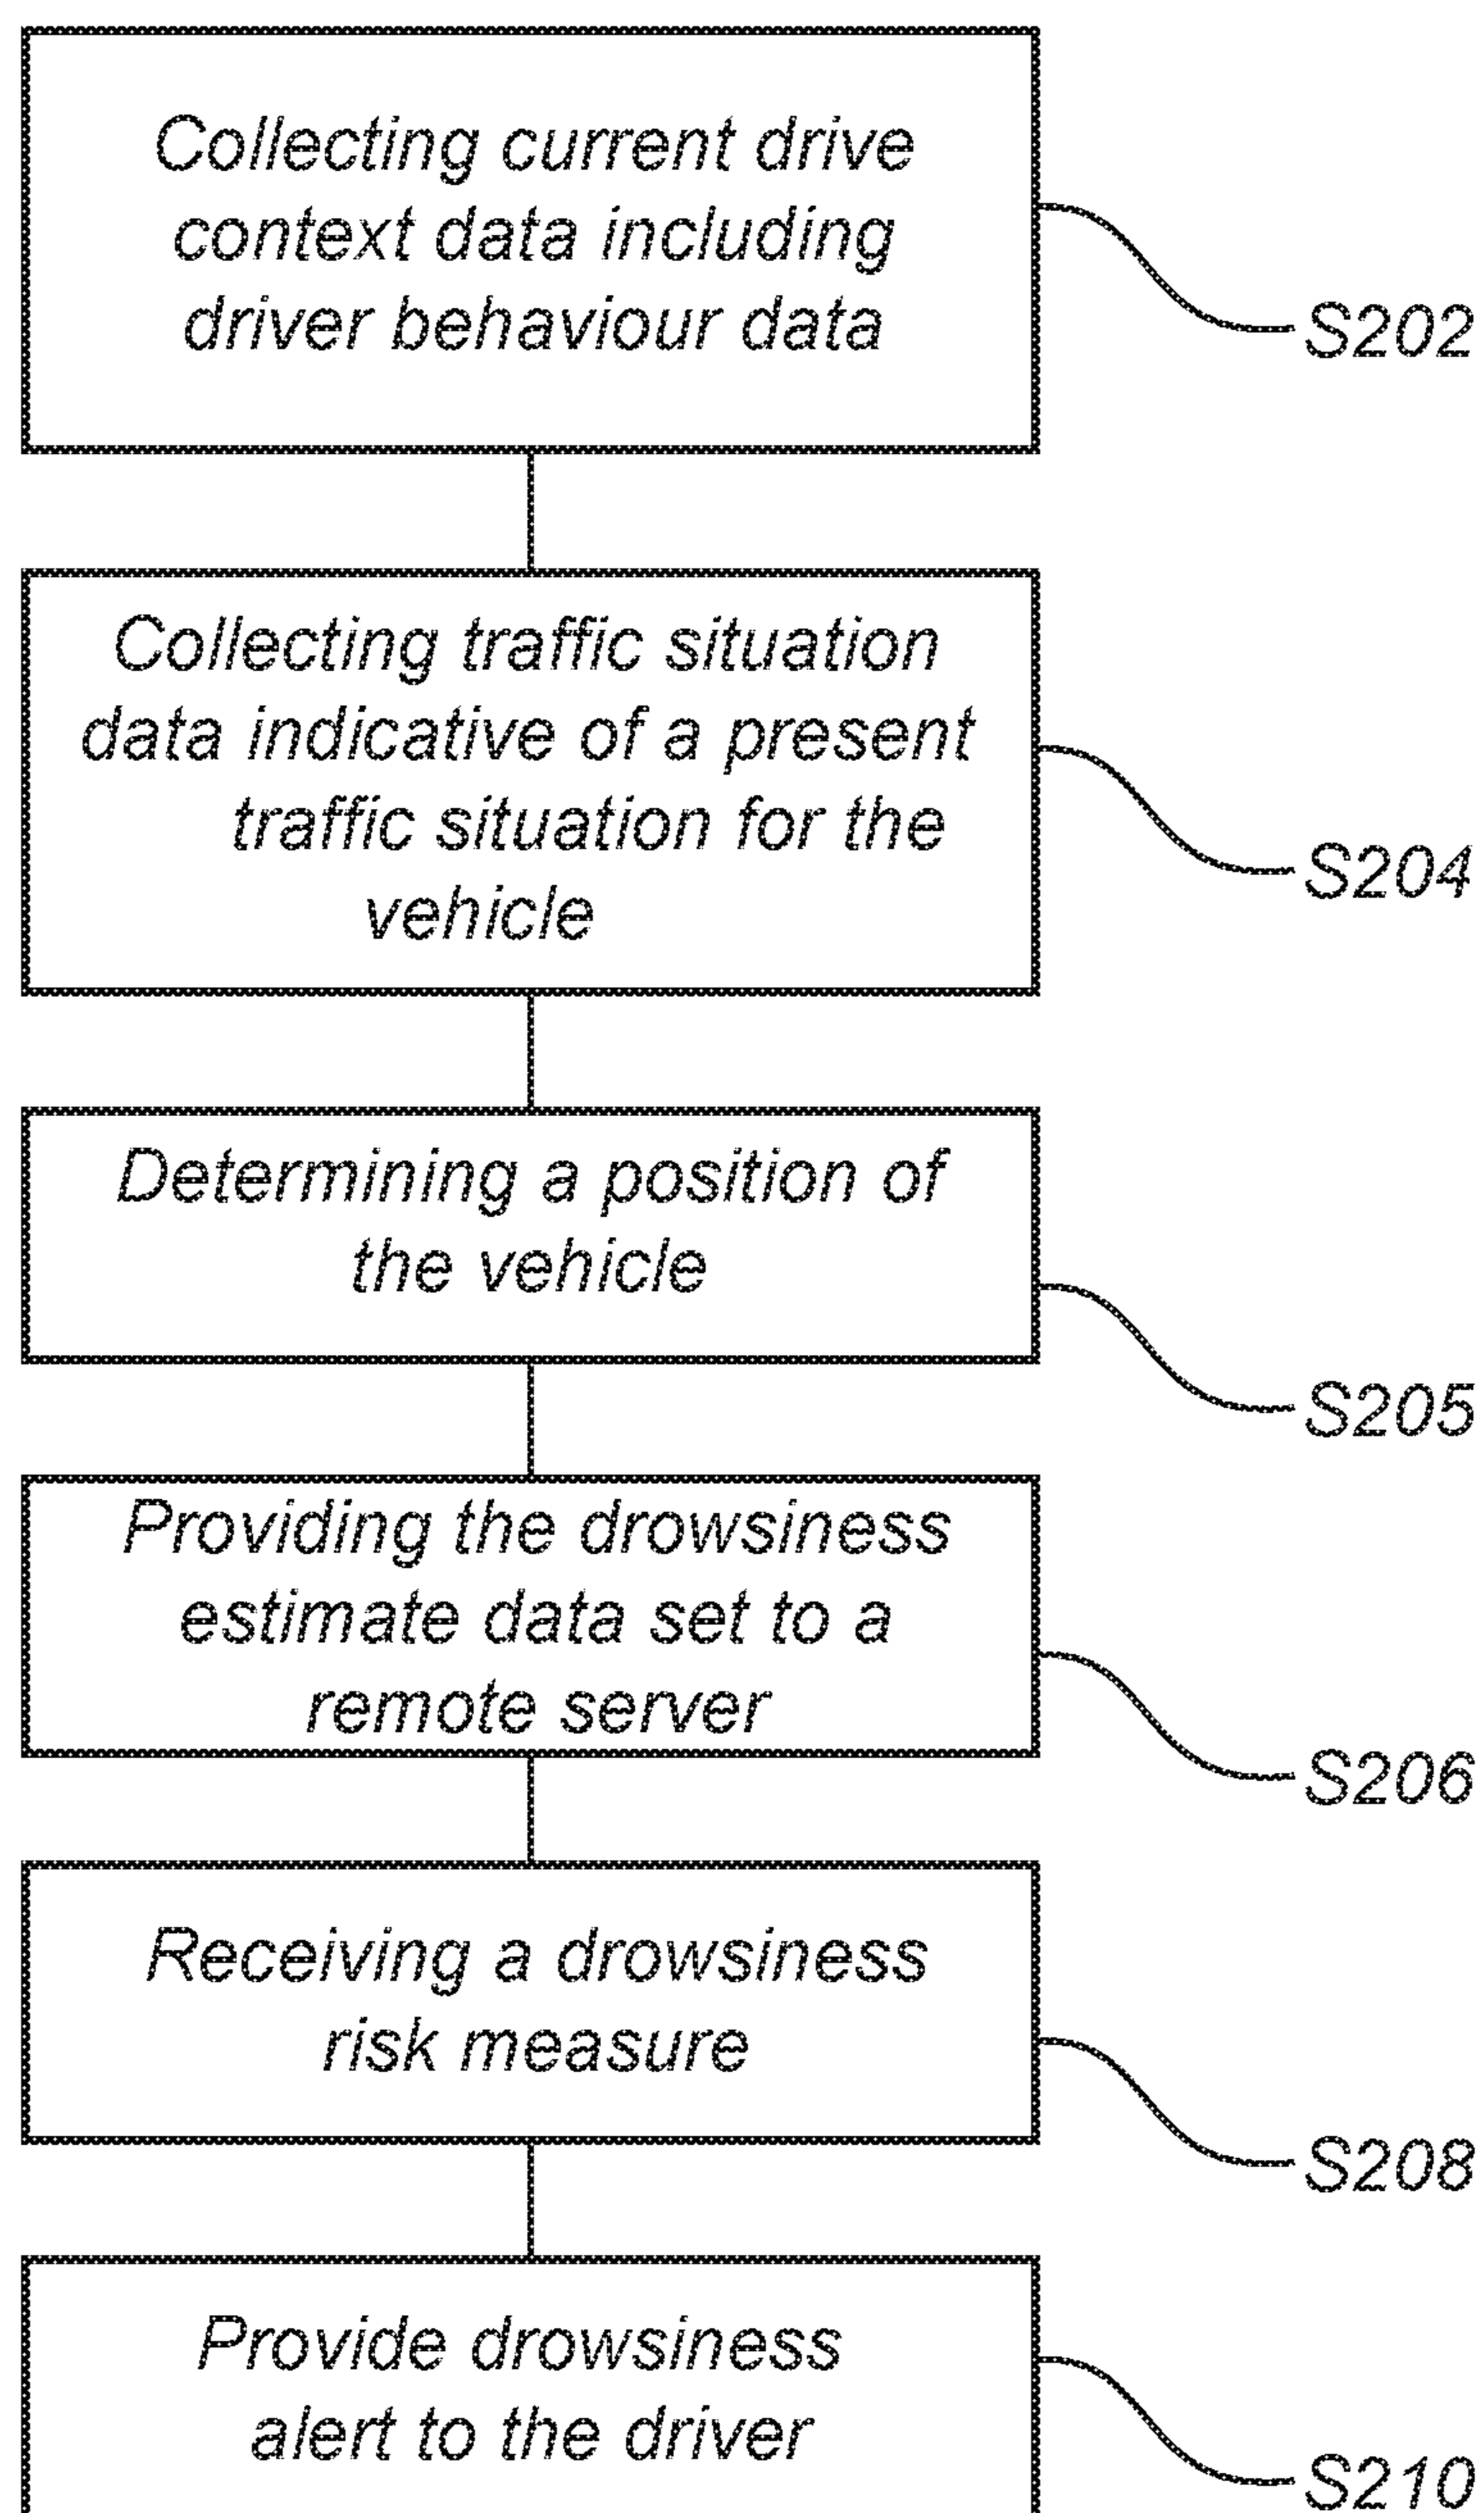 Collecting current drive
context data including
driver behaviour data
S202
Collecting traffic situation
data indicative of a present
traffic situation for the
vehicle
S204
Determining a position of
the vehicle
S205
Providing the drowsiness
estimate data set to a
remote server
S206
Receiving a drowsiness
risk measure
S208
Provide drowsiness
alert to the driver
S210